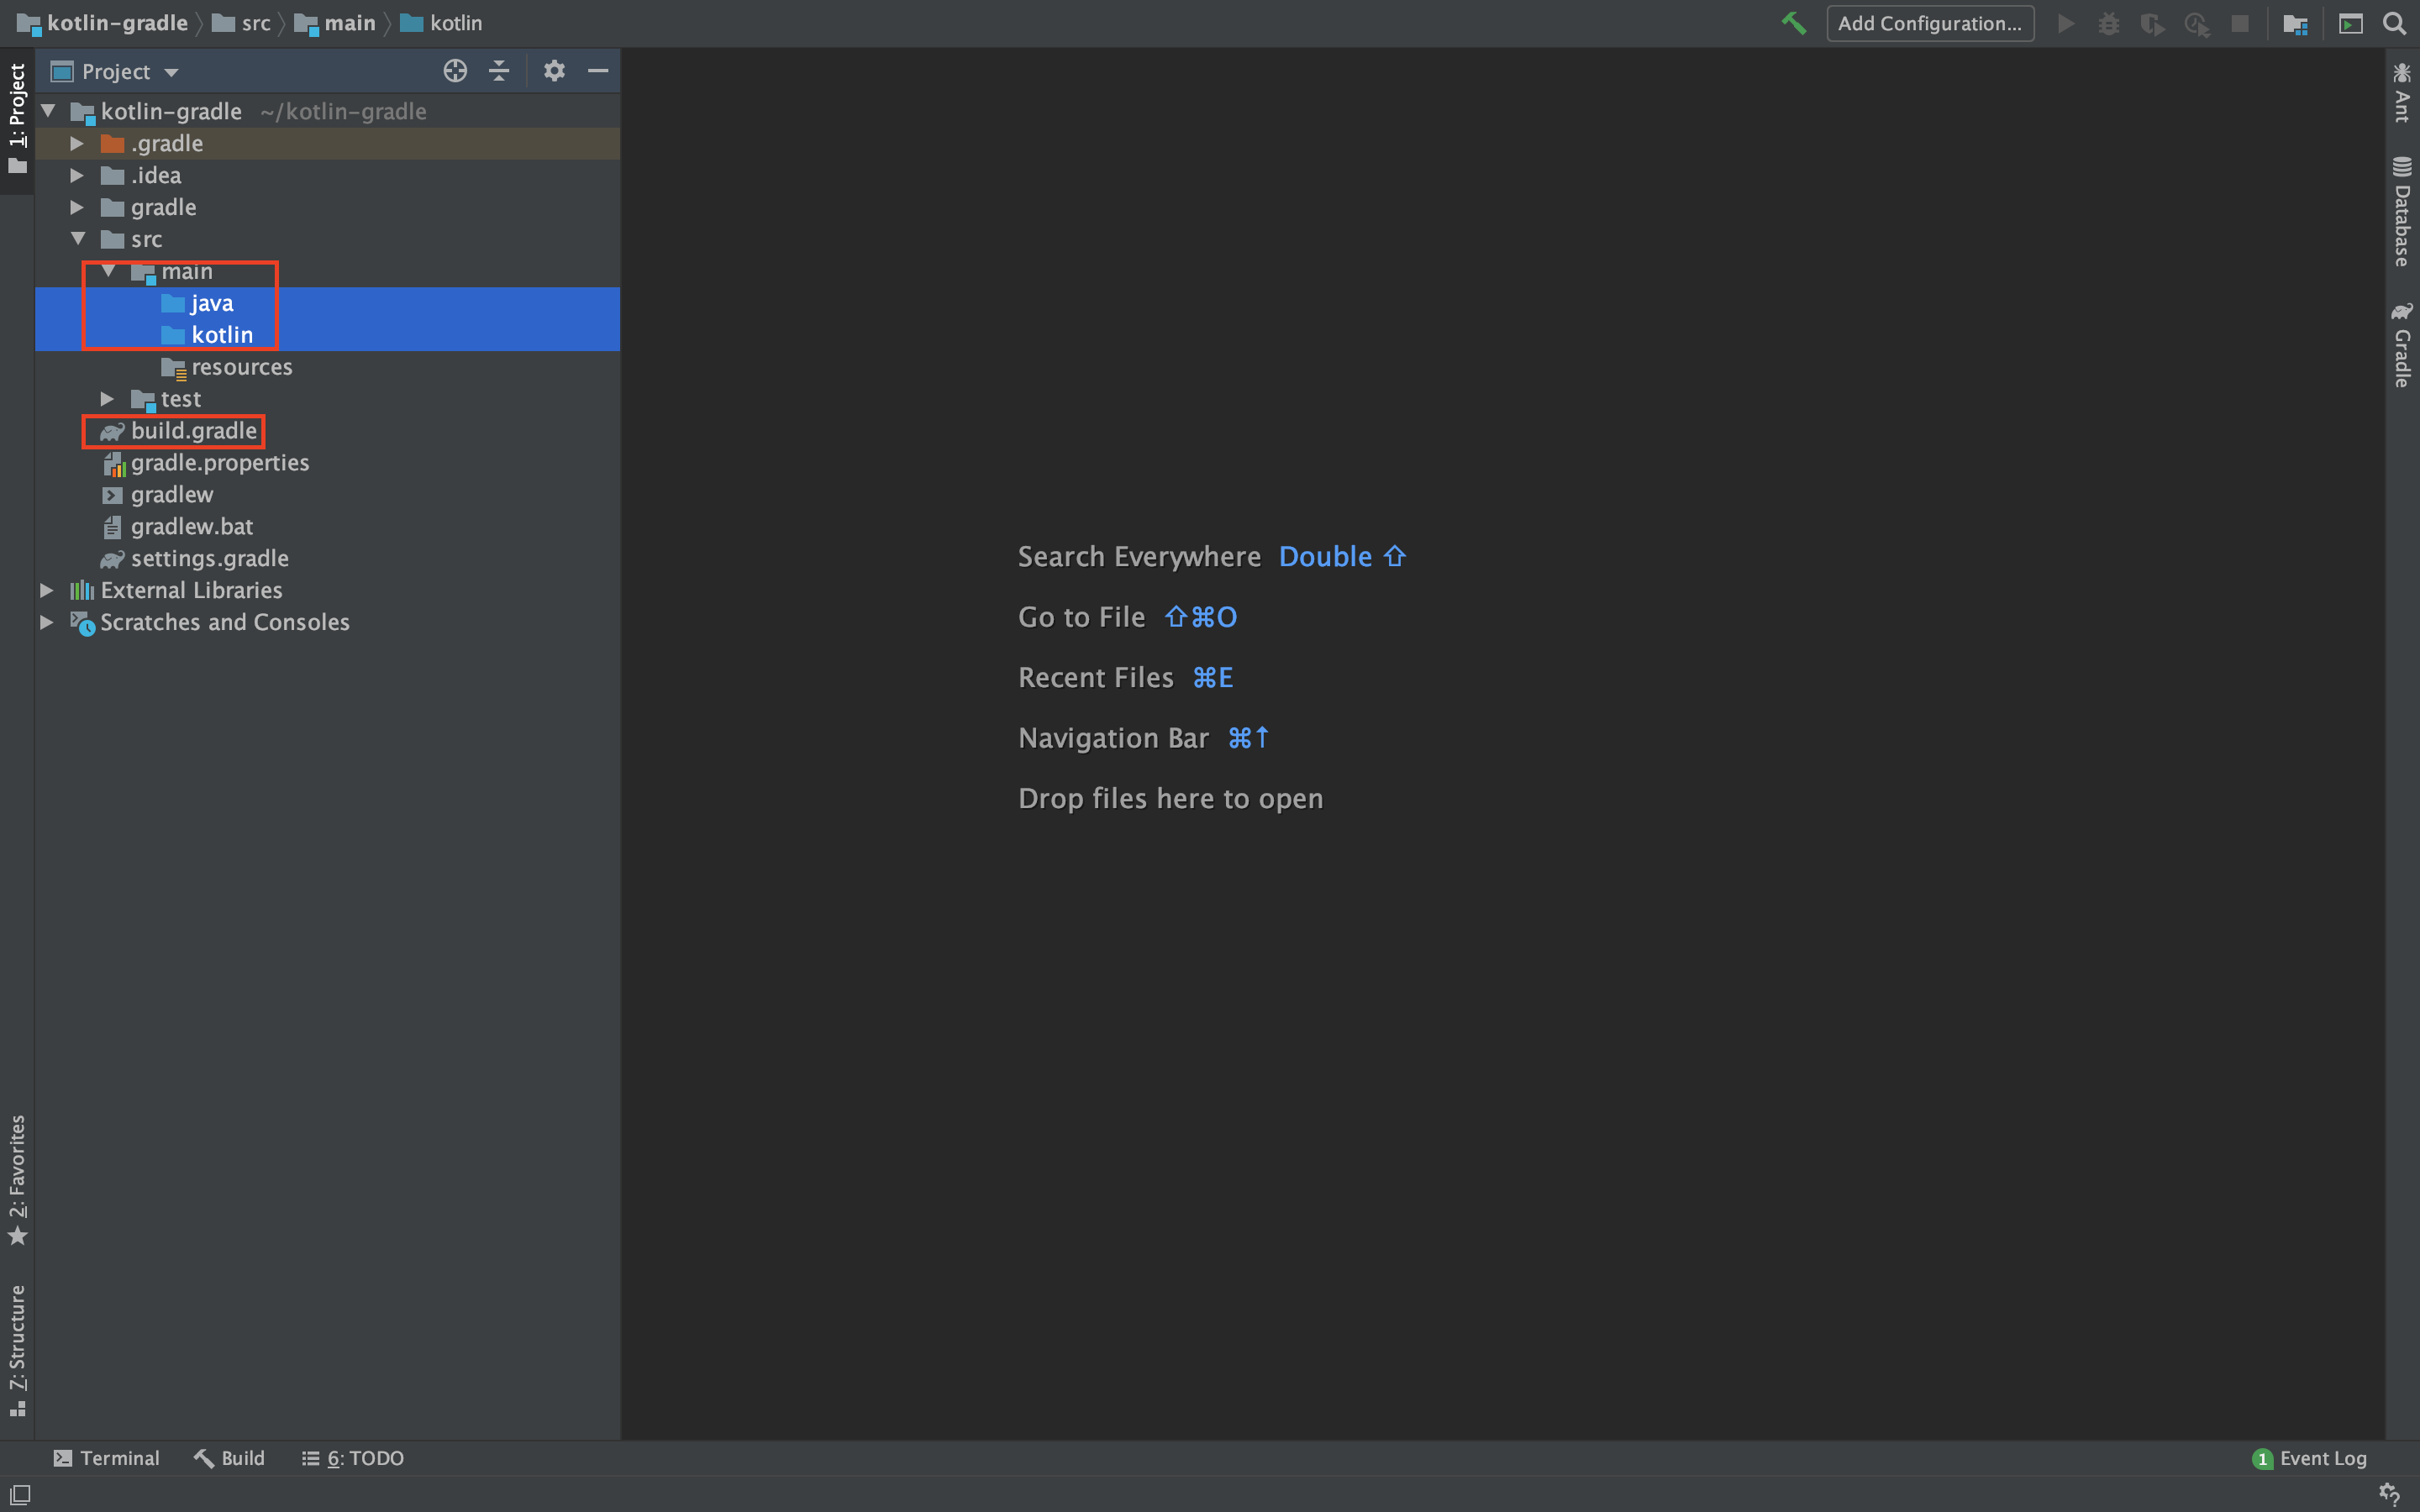 kotlin-gradle src main kotlin
Add Configuration...
Project
1: Project
kotlin-gradle ~/kotlin-gradle
.gradle
.idea
gradle
src
main
java
kotlin
resources
test
build.gradle
gradle.properties
gradlew
gradlew.bat
settings.gradle
External Libraries
Scratches and Consoles
Search Everywhere Double ⇧
Go to File ⇧⌘O
Recent Files ⌘E
Navigation Bar ⌘↑
Drop files here to open
Ant
Database
Gradle
2: Favorites
7: Structure
Terminal Build 6: TODO
1 Event Log